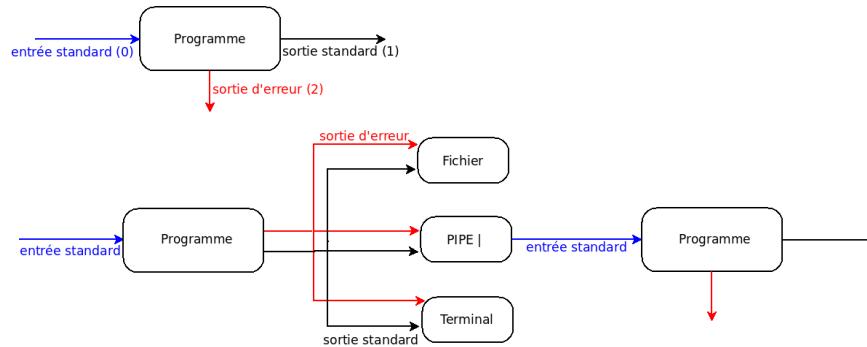 Programme
entrée standard (0)
sortie standard (1)
sortie d'erreur (2)
sortie d'erreur
Fichier
Programme
PIPE |
Programme
entrée standard
entrée standard
Terminal
sortie standard